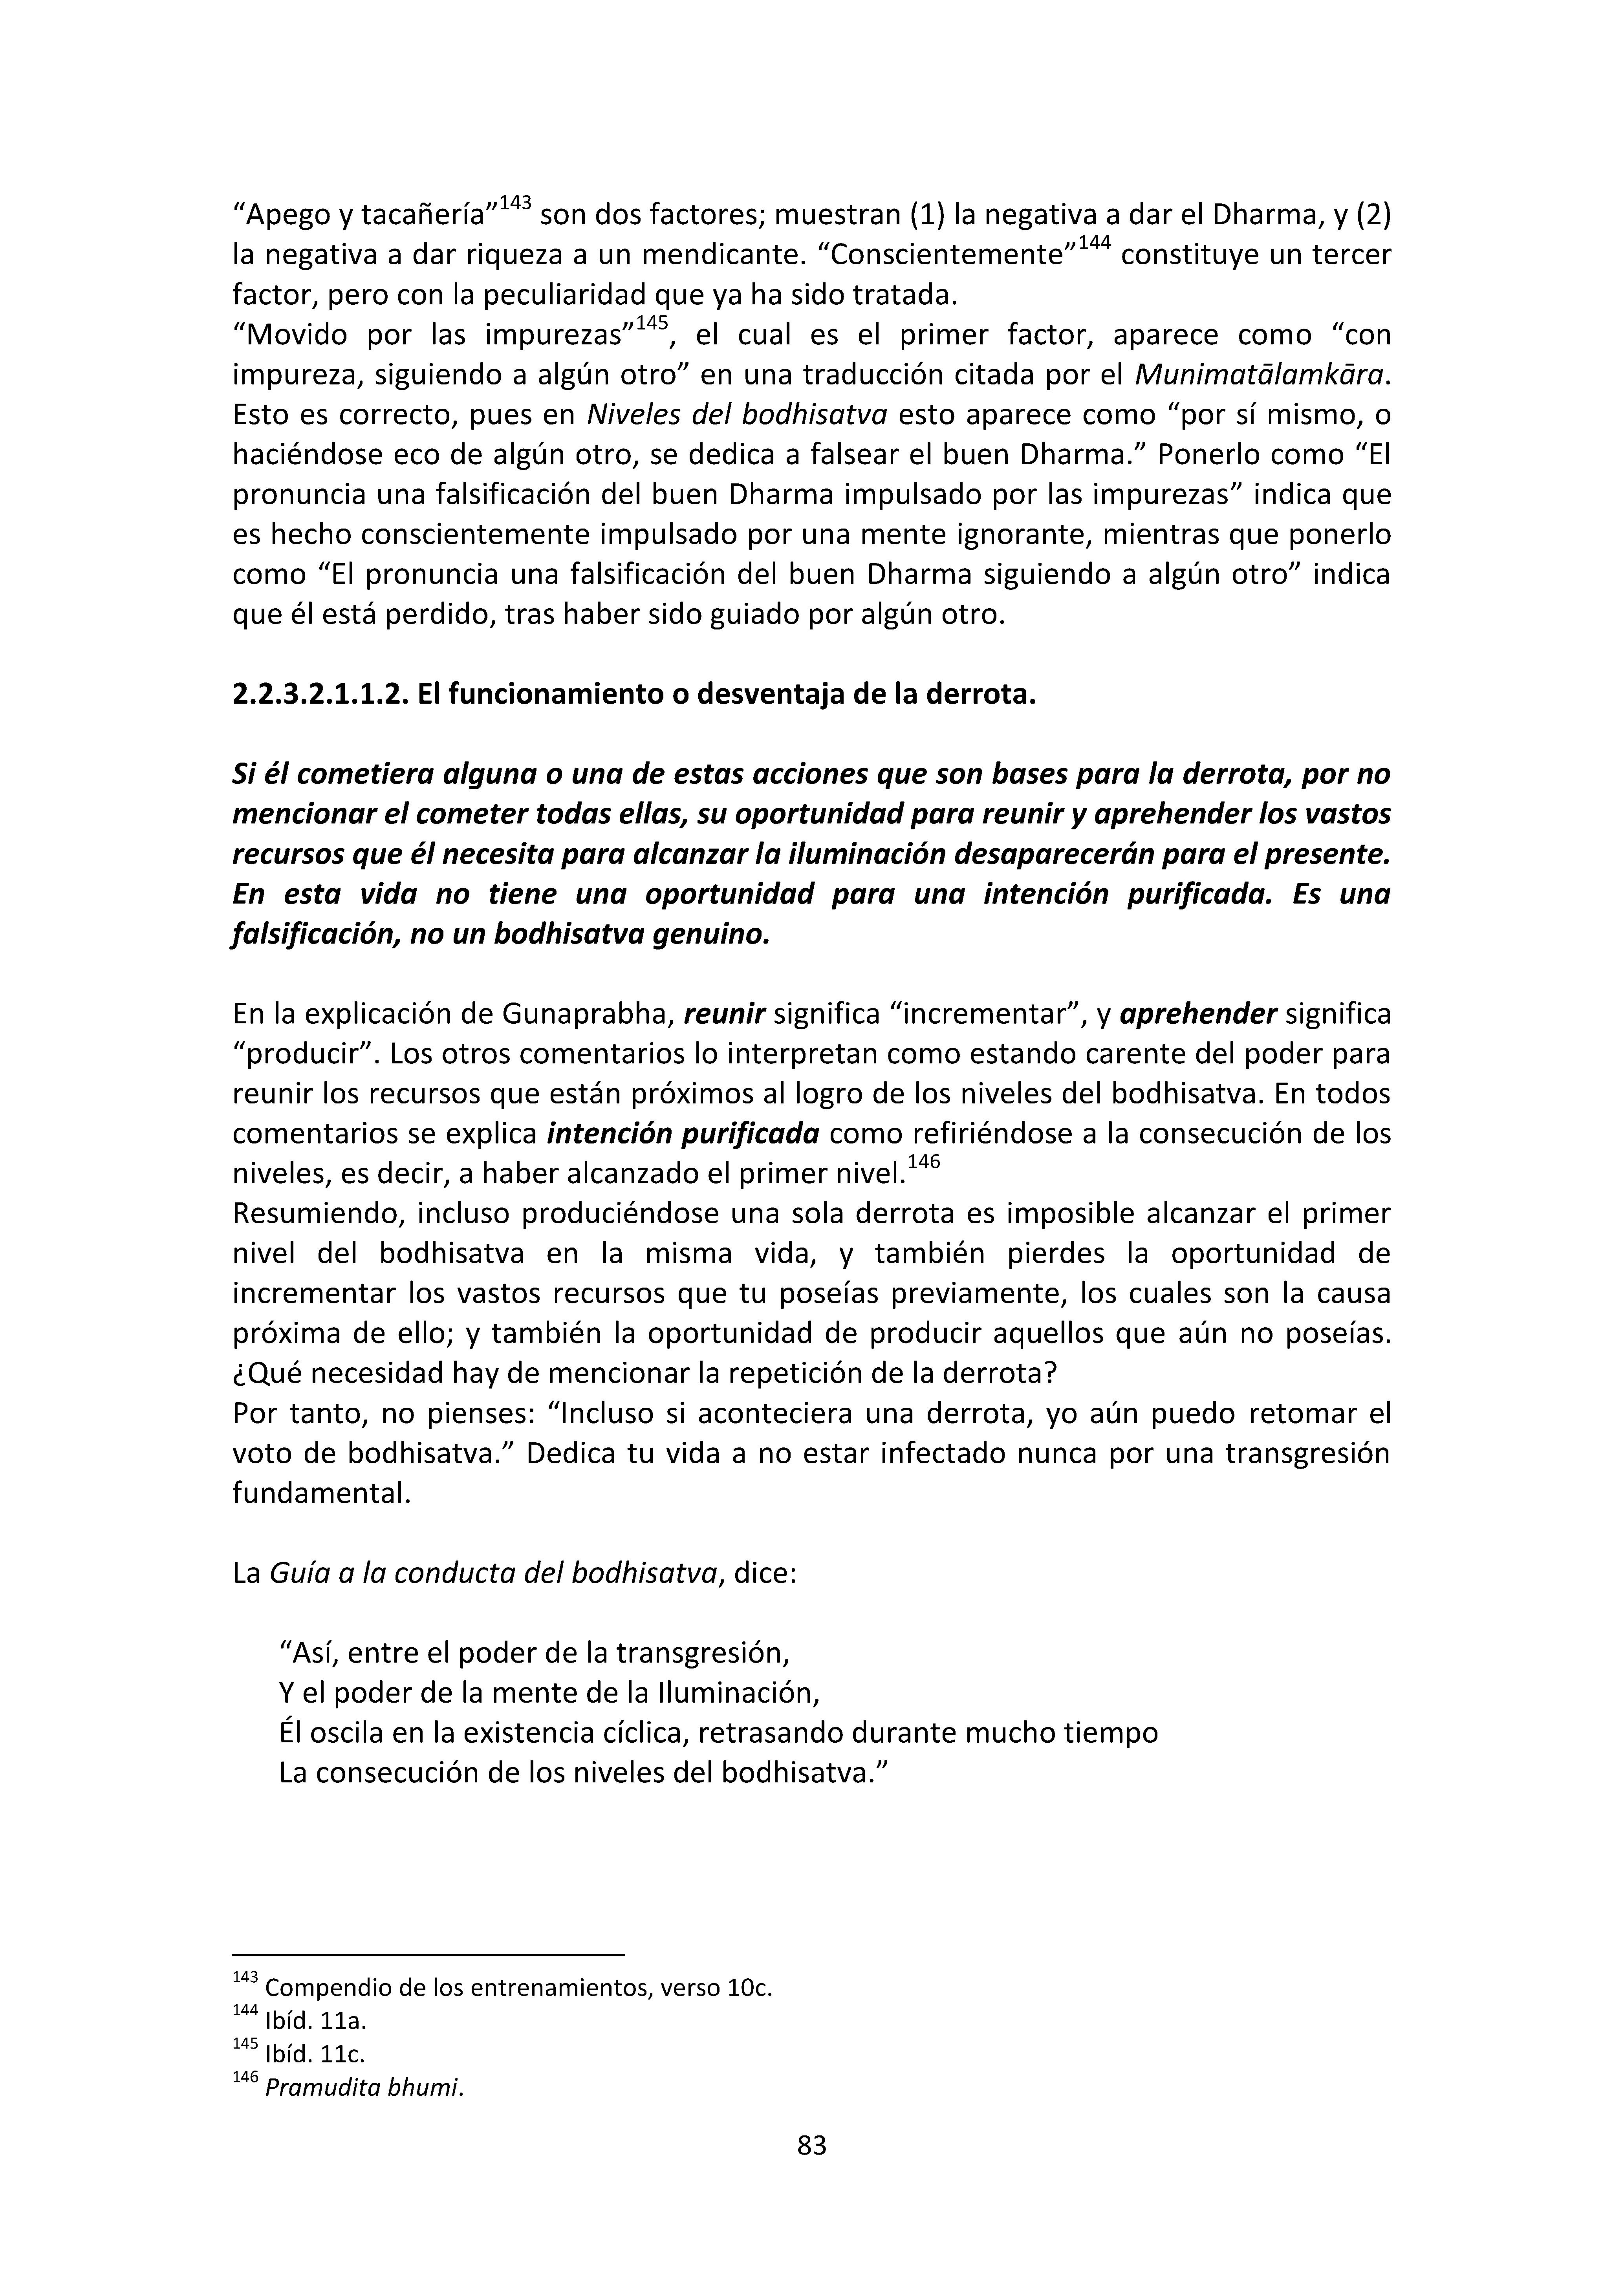 “Apego y tacañería”143 son dos factores; muestran (1) la negativa a dar el Dharma, y (2)
la negativa a dar riqueza a un mendicante. “Conscientemente”144 constituye un tercer
factor, pero con la peculiaridad que ya ha sido tratada.
“Movido por las impurezas”145, el cual es el primer factor, aparece como “con
impureza, siguiendo a algún otro” en una traducción citada por el Munimatālamkāra.
Esto es correcto, pues en Niveles del bodhisatva esto aparece como “por sí mismo, o
haciéndose eco de algún otro, se dedica a falsear el buen Dharma.” Ponerlo como “El
pronuncia una falsificación del buen Dharma impulsado por las impurezas” indica que
es hecho conscientemente impulsado por una mente ignorante, mientras que ponerlo
como “El pronuncia una falsificación del buen Dharma siguiendo a algún otro” indica
que él está perdido, tras haber sido guiado por algún otro.
2.2.3.2.1.1.2. El funcionamiento o desventaja de la derrota.
Si él cometiera alguna o una de estas acciones que son bases para la derrota, por no
mencionar el cometer todas ellas, su oportunidad para reunir y aprehender los vastos
recursos que él necesita para alcanzar la iluminación desaparecerán para el presente.
En esta vida no tiene una oportunidad para una intención purificada. Es una
falsificación, no un bodhisatva genuino.
En la explicación de Gunaprabha, reunir significa “incrementar”, y aprehender significa
“producir”. Los otros comentarios lo interpretan como estando carente del poder para
reunir los recursos que están próximos al logro de los niveles del bodhisatva. En todos
comentarios se explica intención purificada como refiriéndose a la consecución de los
niveles, es decir, a haber alcanzado el primer nivel.146
Resumiendo, incluso produciéndose una sola derrota es imposible alcanzar el primer
nivel del bodhisatva en la misma vida, y también pierdes la oportunidad de
incrementar los vastos recursos que tu poseías previamente, los cuales son la causa
próxima de ello; y también la oportunidad de producir aquellos que aún no poseías.
¿Qué necesidad hay de mencionar la repetición de la derrota?
Por tanto, no pienses: “Incluso si aconteciera una derrota, yo aún puedo retomar el
voto de bodhisatva.” Dedica tu vida a no estar infectado nunca por una transgresión
fundamental.
La Guía a la conducta del bodhisatva, dice:
“Así, entre el poder de la transgresión,
Y el poder de la mente de la Iluminación,
Él oscila en la existencia cíclica, retrasando durante mucho tiempo
La consecución de los niveles del bodhisatva.”
143 Compendio de los entrenamientos, verso 10c.
144 Ibíd. 11a.
145 Ibíd. 11c.
146 Pramudita bhumi.
83